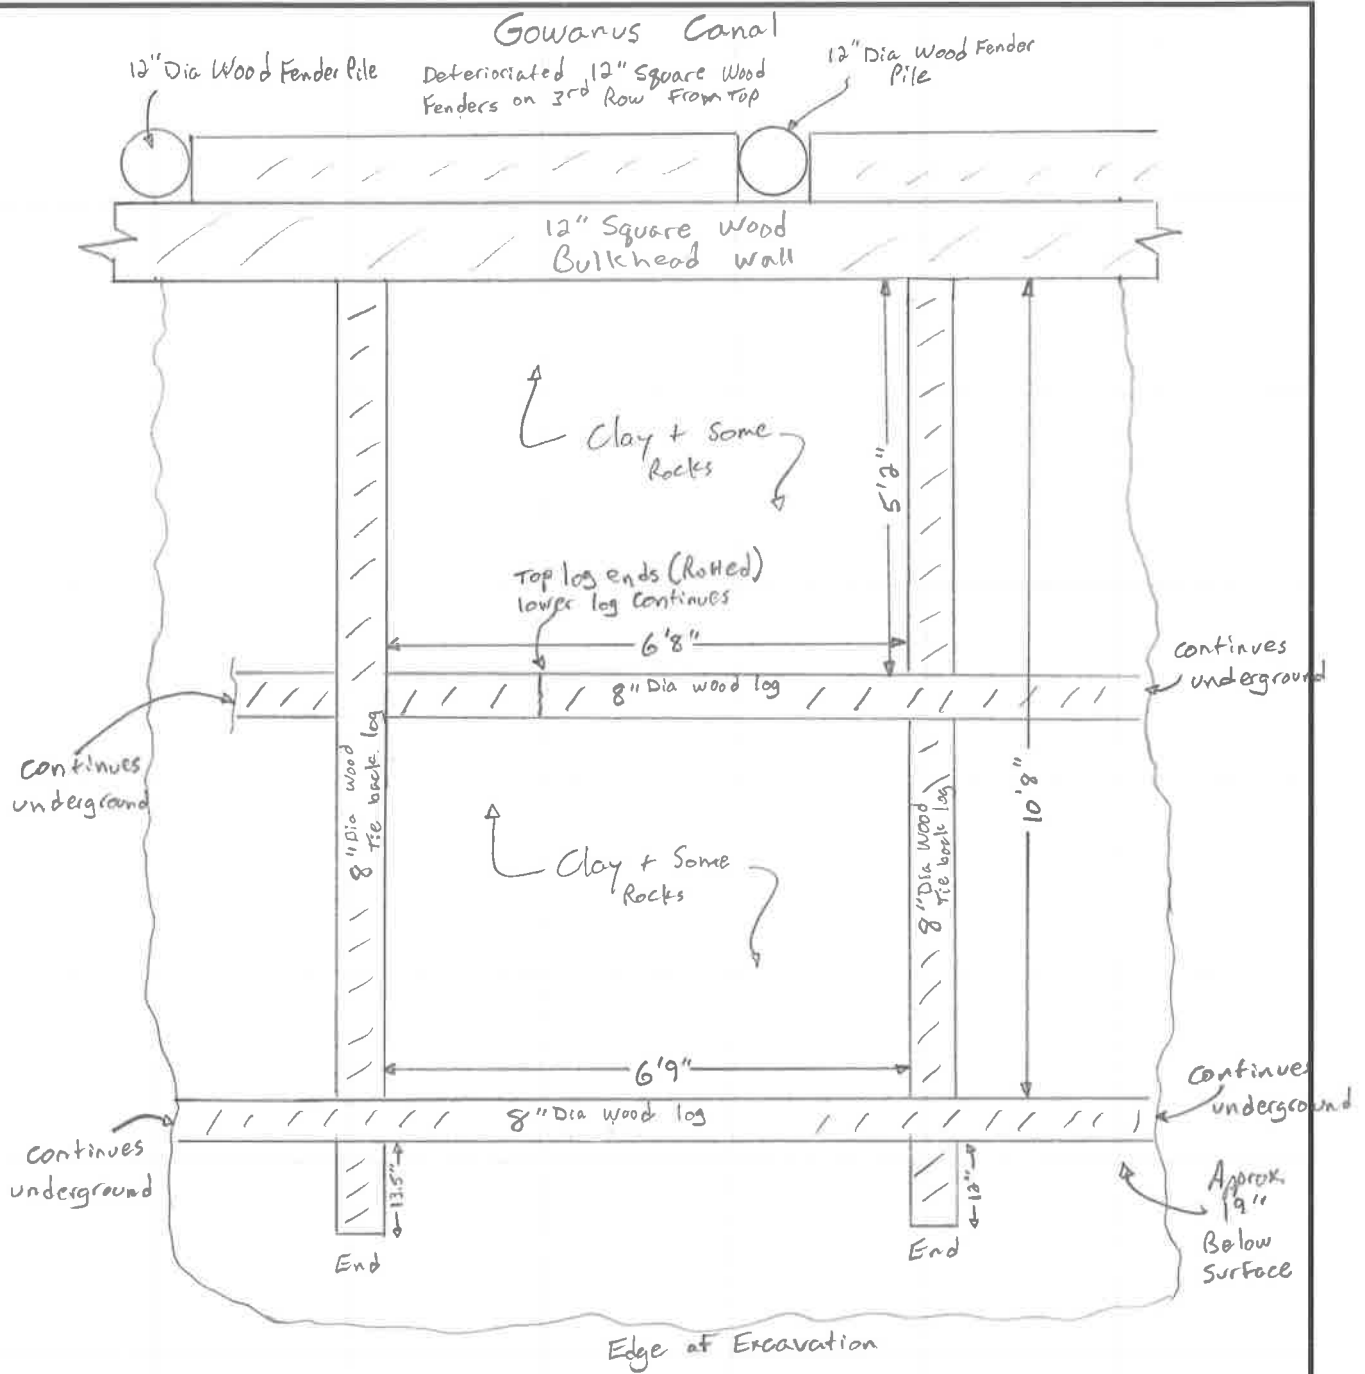 Gowanus Canal
12" Dia Wood Fender Pile
Deterioriated 12" Square Wood
Fenders on 3rd Row From Top
12" Dia Wood Fender
Pile
12" Square Wood
Bulkhead Wall
Clay + Some
Rocks
5'2"
Top log ends (Rotted)
lower log continues
6'8"
continues
underground
8" Dia wood log
continues
underground
8" Dia Wood
Tie back log
10'8"
8" Dia Wood
Tie back log
Clay + Some
Rocks
6'9"
continues
underground
8" Dia wood log
continues
underground
13.5"
12"
Approx.
19"
Below
Surface
End
End
Edge of Excavation